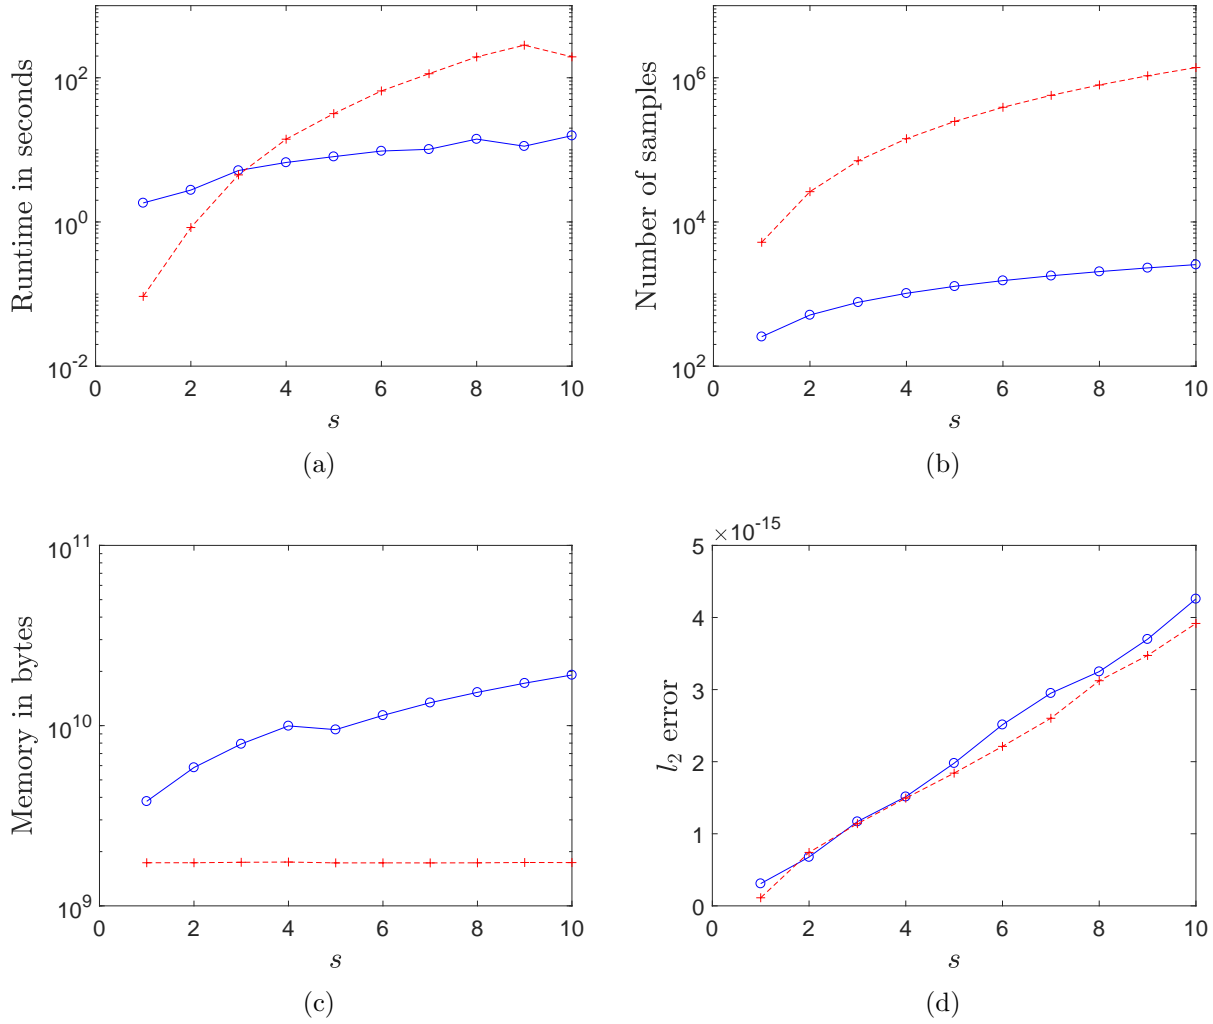 Runtime in seconds
10^2
10^0
10^-2
0 2 4 6 8 10
s
(a)
Number of samples
10^6
10^4
10^2
0 2 4 6 8 10
s
(b)
Memory in bytes
10^11
10^10
10^9
0 2 4 6 8 10
s
(c)
×10^-15
l_2 error
5
4
3
2
1
0
0 2 4 6 8 10
s
(d)